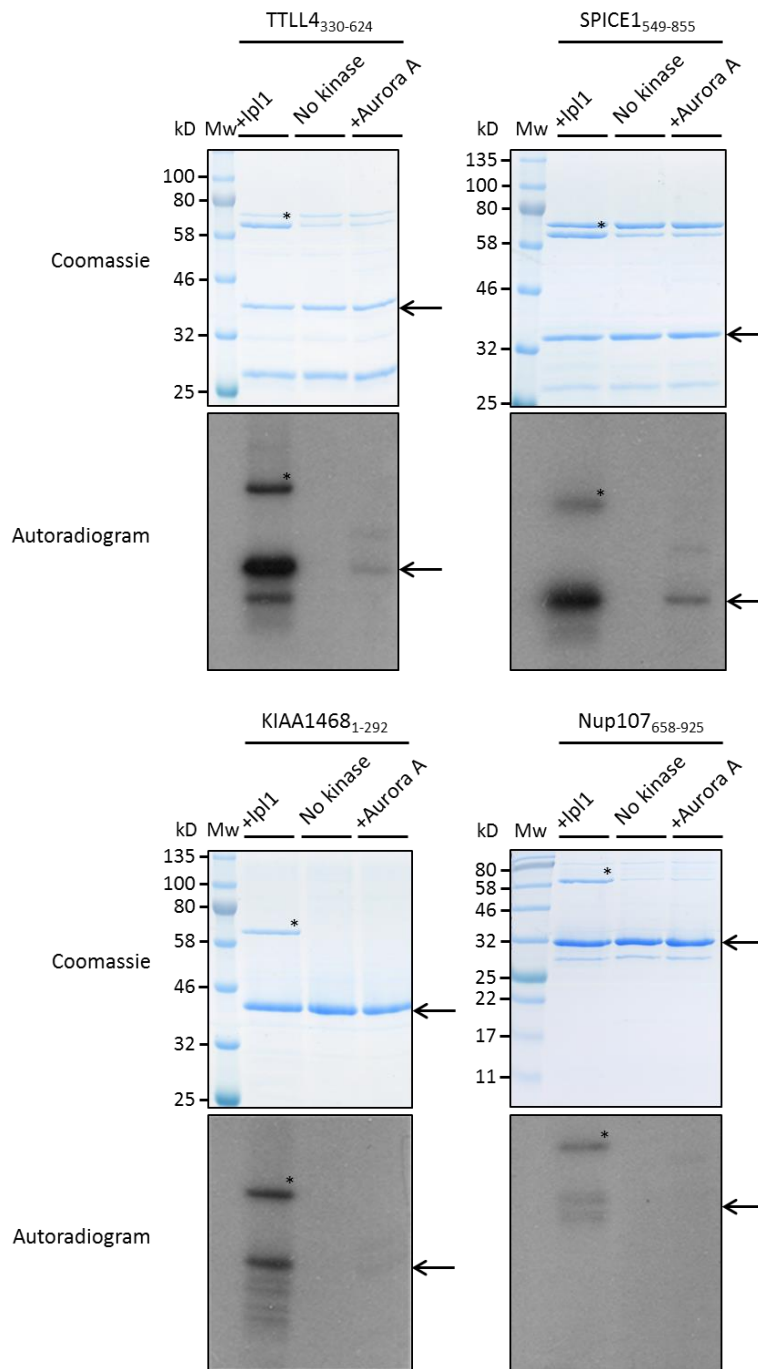 TTLL4330-624
+Ipl1 No kinase +Aurora A
kD Mw
100
80
58
46
32
25
*
Coomassie
*
Autoradiogram
SPICE1549-855
+Ipl1 No kinase +Aurora A
kD Mw
135
100
80
58
46
32
25
*
*
KIAA14681-292
+Ipl1 No kinase +Aurora A
kD Mw
135
100
80
58
46
32
25
*
Coomassie
*
Autoradiogram
Nup107658-925
+Ipl1 No kinase +Aurora A
kD Mw
80
58
46
32
25
22
17
11
*
*